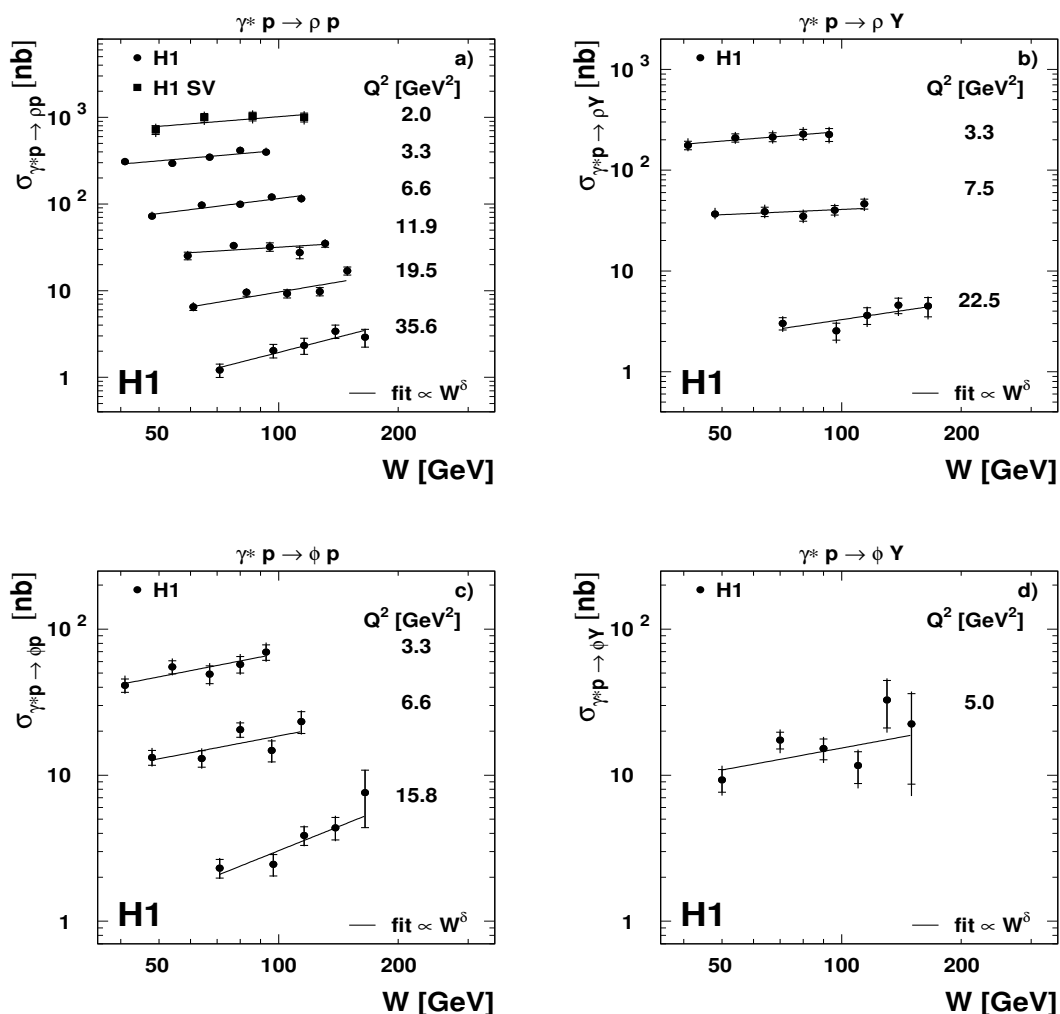 γ* p → ρ p
σγ*p → ρp [nb]
H1
H1 SV
a)
Q² [GeV²]
2.0
3.3
6.6
11.9
19.5
35.6
10³
10²
10
1
H1
fit ∝ W^δ
50 100 200
W [GeV]
γ* p → ρ Y
σγ*p → ρY [nb]
H1
b)
Q² [GeV²]
3.3
7.5
22.5
10³
10²
10
1
H1
fit ∝ W^δ
50 100 200
W [GeV]
γ* p → ϕ p
σγ*p → ϕp [nb]
H1
c)
Q² [GeV²]
3.3
6.6
15.8
10²
10
1
H1
fit ∝ W^δ
50 100 200
W [GeV]
γ* p → ϕ Y
σγ*p → ϕY [nb]
H1
d)
Q² [GeV²]
5.0
10²
10
1
H1
fit ∝ W^δ
50 100 200
W [GeV]